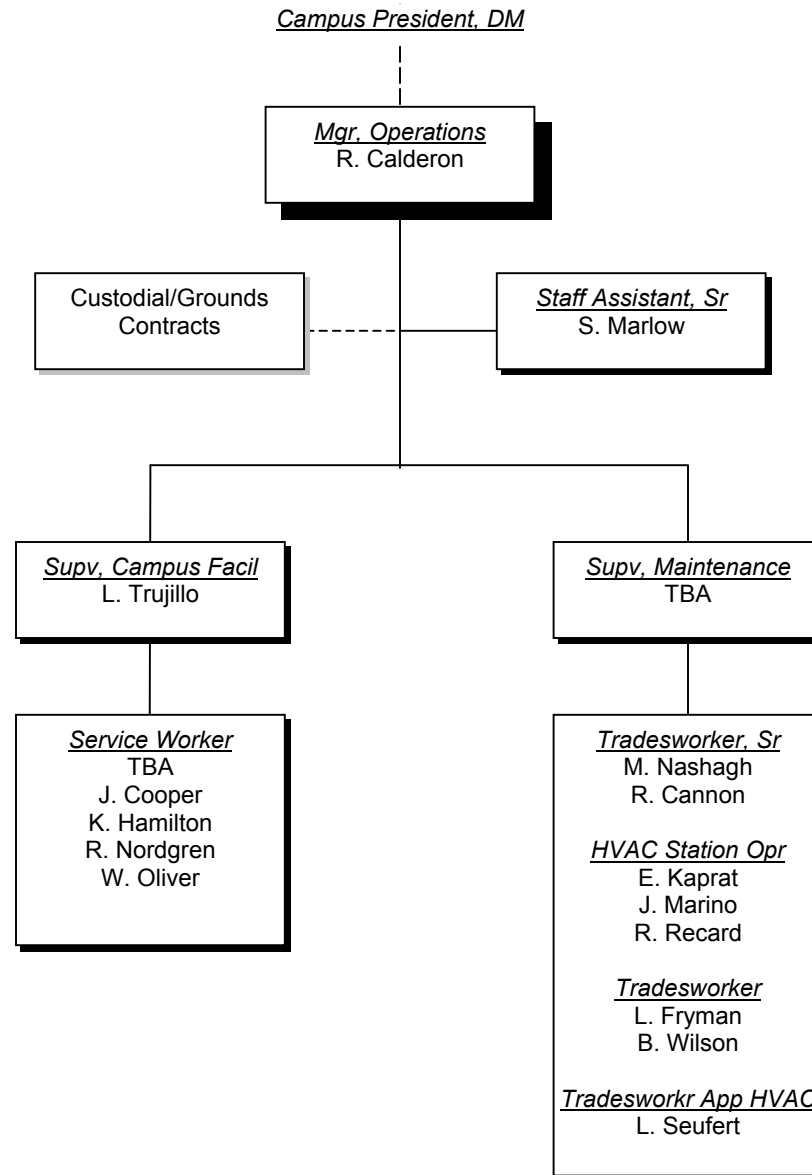 Campus President, DM
Mgr, Operations
R. Calderon
Custodial/Grounds
Contracts
Staff Assistant, Sr
S. Marlow
Supv, Campus Facil
L. Trujillo
Supv, Maintenance
TBA
Service Worker
TBA
J. Cooper
K. Hamilton
R. Nordgren
W. Oliver
Tradesworker, Sr
M. Nashagh
R. Cannon
HVAC Station Opr
E. Kaprat
J. Marino
R. Recard
Tradesworker
L. Fryman
B. Wilson
Tradesworkr App HVAC
L. Seufert